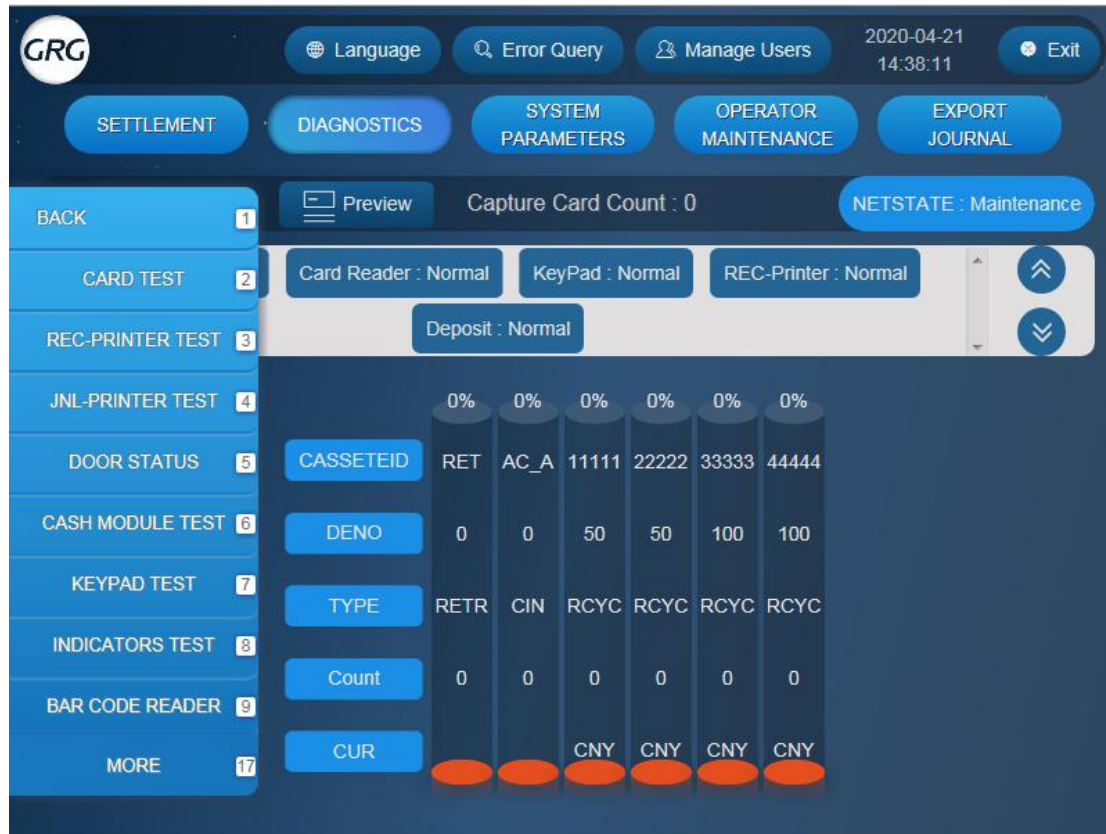 GRG
Language
Error Query
Manage Users
2020-04-21
14:38:11
Exit
SETTLEMENT
DIAGNOSTICS
SYSTEM
PARAMETERS
OPERATOR
MAINTENANCE
EXPORT
JOURNAL
BACK 1
CARD TEST 2
REC-PRINTER TEST 3
JNL-PRINTER TEST 4
DOOR STATUS 5
CASH MODULE TEST 6
KEYPAD TEST 7
INDICATORS TEST 8
BAR CODE READER 9
MORE 17
Preview
Capture Card Count : 0
NETSTATE : Maintenance
Card Reader : Normal
KeyPad : Normal
REC-Printer : Normal
Deposit : Normal
0% 0% 0% 0% 0% 0%
CASSETEID RET AC_A 11111 22222 33333 44444
DENO 0 0 50 50 100 100
TYPE RETR CIN RCYC RCYC RCYC RCYC
Count 0 0 0 0 0 0
CUR CNY CNY CNY CNY